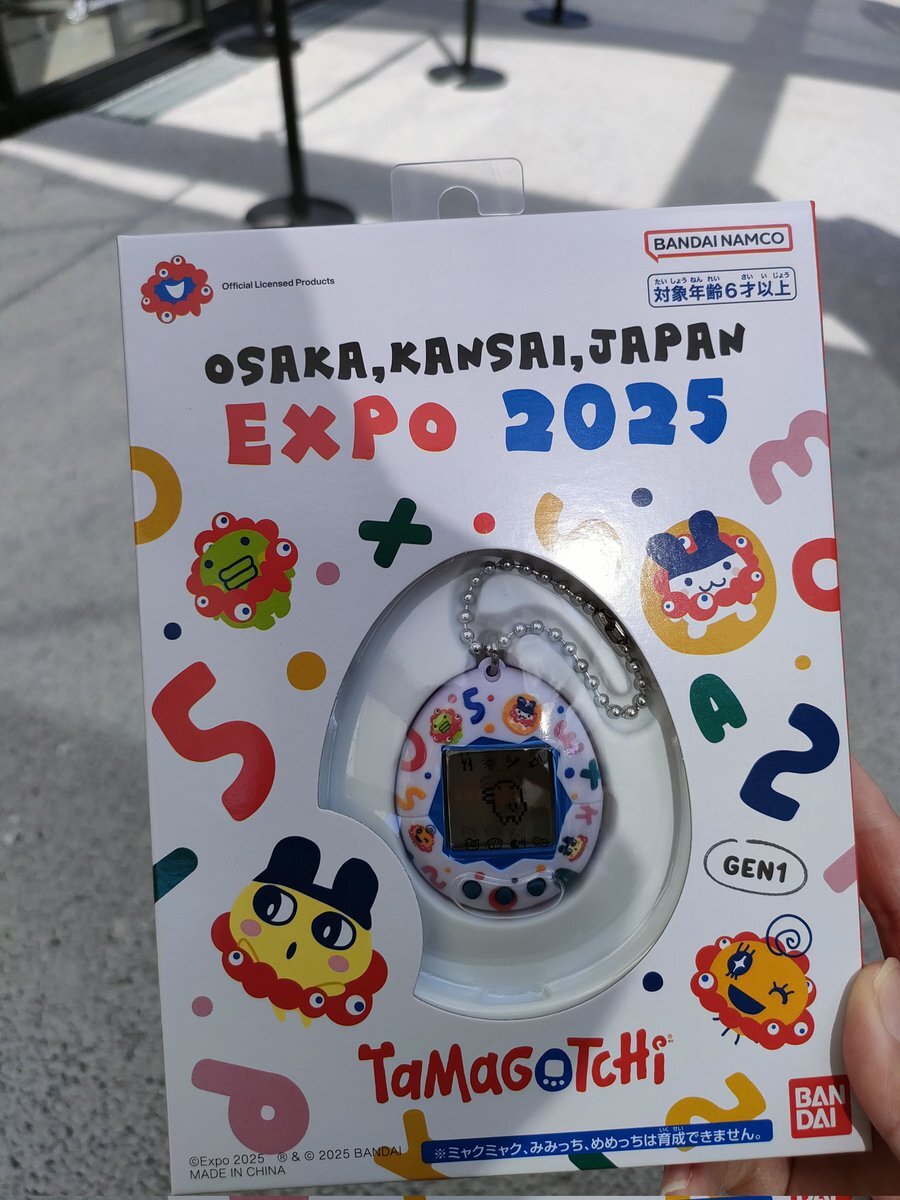 Official Licensed Products
BANDAI NAMCO
たいしょうねんれい さいいじょう
対象年齢6才以上
OSAKA,KANSAI,JAPAN
EXPO 2025
GEN1
TAMAGOTCHI
BAN
DAI
いくせい
※ミャクミャク、みみっち、めめっちは育成できません。
©Expo 2025 ® & © 2025 BANDAI
MADE IN CHINA